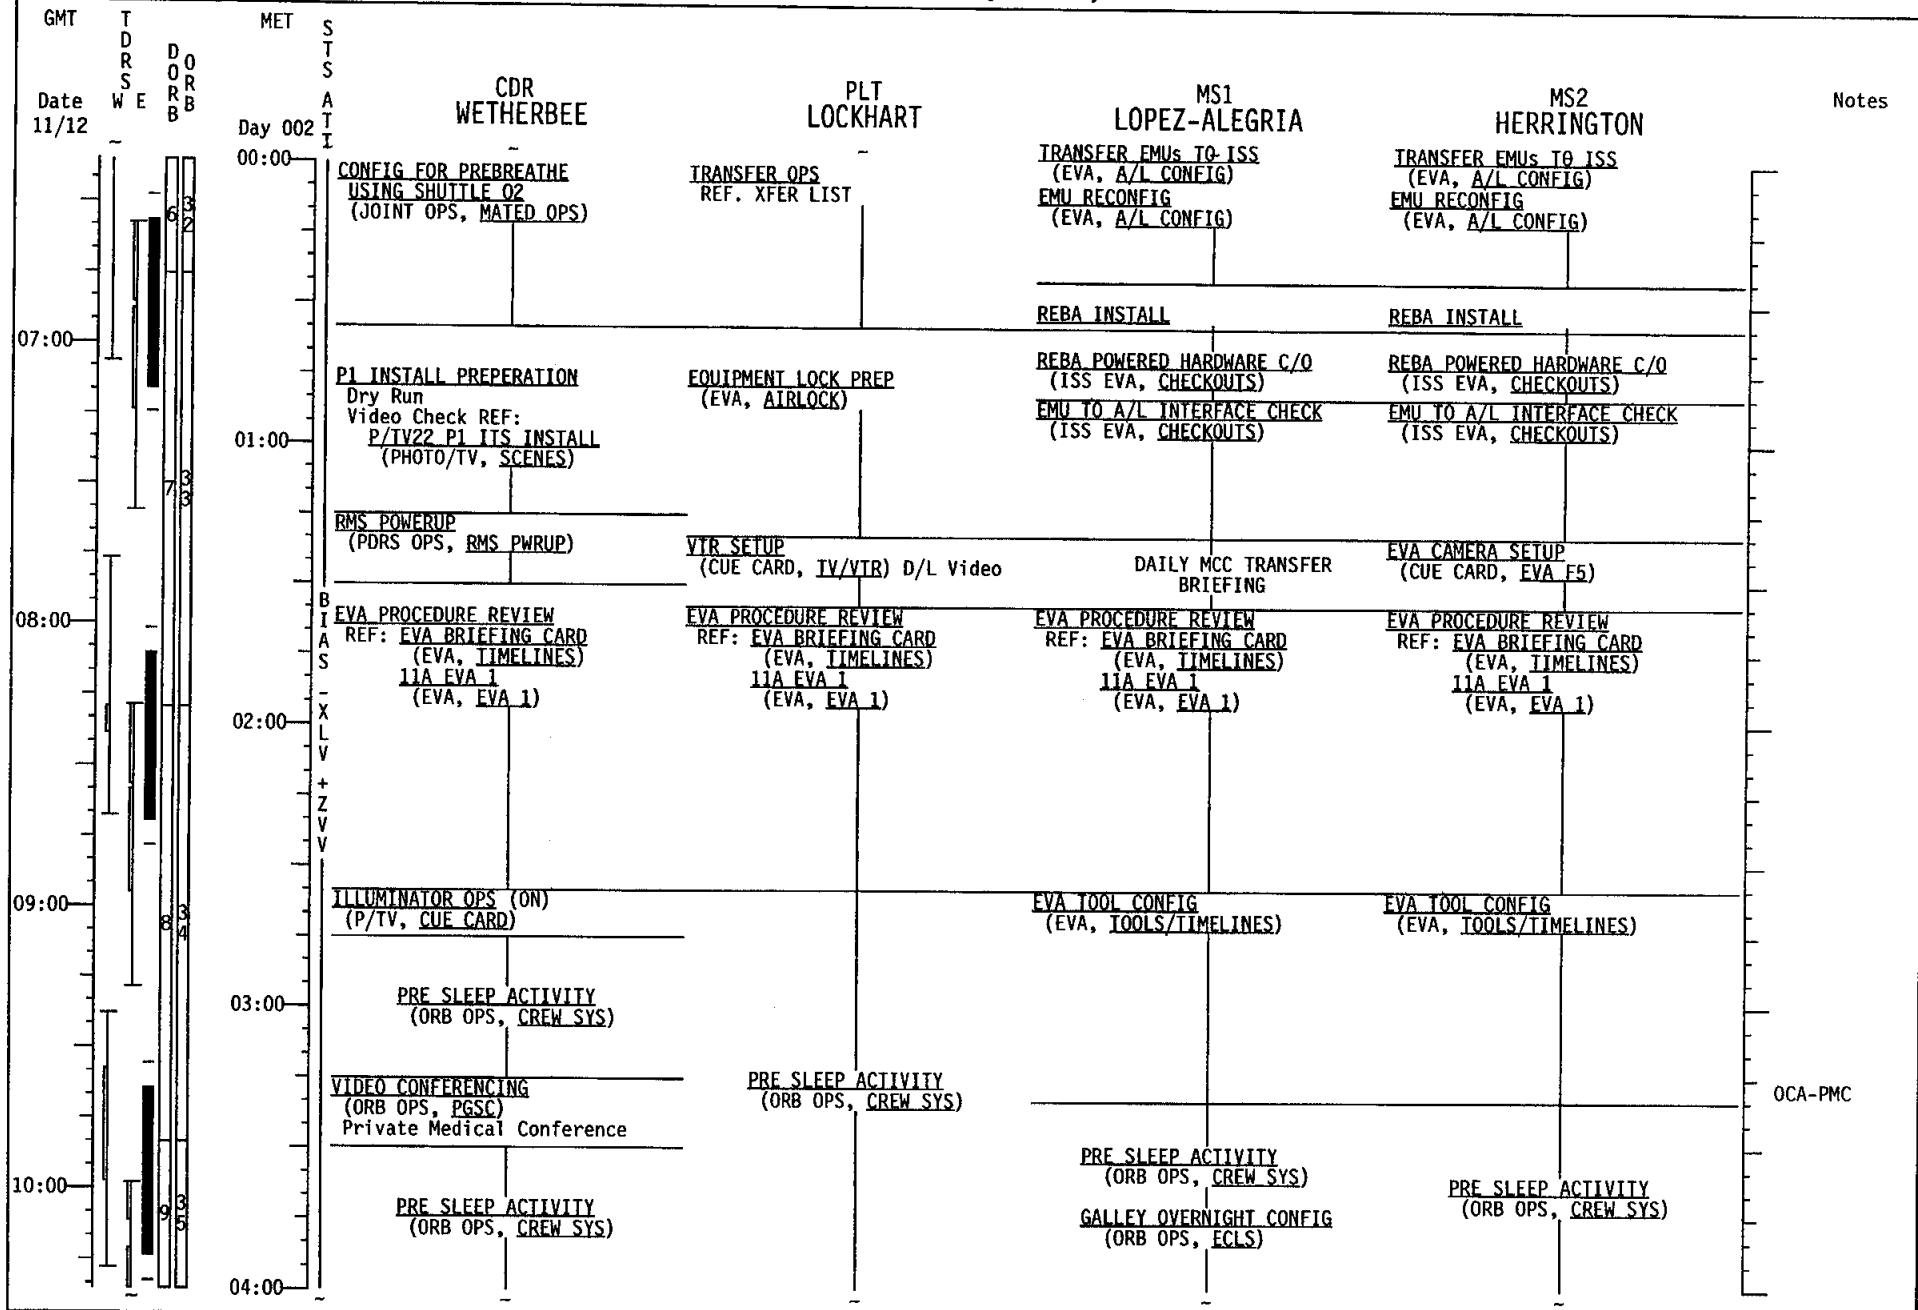 GMT
TDRS
W E
DORB
ORB
MET
STS ATT
Date
11/12
Day 002
CDR
WETHERBEE
PLT
LOCKHART
MS1
LOPEZ-ALEGRIA
MS2
HERRINGTON
Notes
00:00
01:00
02:00
03:00
04:00
07:00
08:00
09:00
10:00
6
32
7
33
8
34
9
35
BIAS -XLV +ZVV
CONFIG FOR PREBREATHE
USING SHUTTLE O2
(JOINT OPS, MATED OPS)
P1 INSTALL PREPERATION
Dry Run
Video Check REF:
P/TV22 P1 ITS INSTALL
(PHOTO/TV, SCENES)
RMS POWERUP
(PDRS OPS, RMS PWRUP)
EVA PROCEDURE REVIEW
REF: EVA BRIEFING CARD
(EVA, TIMELINES)
11A EVA 1
(EVA, EVA 1)
ILLUMINATOR OPS (ON)
(P/TV, CUE CARD)
PRE SLEEP ACTIVITY
(ORB OPS, CREW SYS)
VIDEO CONFERENCING
(ORB OPS, PGSC)
Private Medical Conference
PRE SLEEP ACTIVITY
(ORB OPS, CREW SYS)
TRANSFER OPS
REF. XFER LIST
EQUIPMENT LOCK PREP
(EVA, AIRLOCK)
VTR SETUP
(CUE CARD, TV/VTR) D/L Video
EVA PROCEDURE REVIEW
REF: EVA BRIEFING CARD
(EVA, TIMELINES)
11A EVA 1
(EVA, EVA 1)
PRE SLEEP ACTIVITY
(ORB OPS, CREW SYS)
TRANSFER EMUs TO ISS
(EVA, A/L CONFIG)
EMU RECONFIG
(EVA, A/L CONFIG)
REBA INSTALL
REBA POWERED HARDWARE C/O
(ISS EVA, CHECKOUTS)
EMU TO A/L INTERFACE CHECK
(ISS EVA, CHECKOUTS)
DAILY MCC TRANSFER
BRIEFING
EVA PROCEDURE REVIEW
REF: EVA BRIEFING CARD
(EVA, TIMELINES)
11A EVA 1
(EVA, EVA 1)
EVA TOOL CONFIG
(EVA, TOOLS/TIMELINES)
PRE SLEEP ACTIVITY
(ORB OPS, CREW SYS)
GALLEY OVERNIGHT CONFIG
(ORB OPS, ECLS)
TRANSFER EMUs TO ISS
(EVA, A/L CONFIG)
EMU RECONFIG
(EVA, A/L CONFIG)
REBA INSTALL
REBA POWERED HARDWARE C/O
(ISS EVA, CHECKOUTS)
EMU TO A/L INTERFACE CHECK
(ISS EVA, CHECKOUTS)
EVA CAMERA SETUP
(CUE CARD, EVA F5)
EVA PROCEDURE REVIEW
REF: EVA BRIEFING CARD
(EVA, TIMELINES)
11A EVA 1
(EVA, EVA 1)
EVA TOOL CONFIG
(EVA, TOOLS/TIMELINES)
PRE SLEEP ACTIVITY
(ORB OPS, CREW SYS)
OCA-PMC